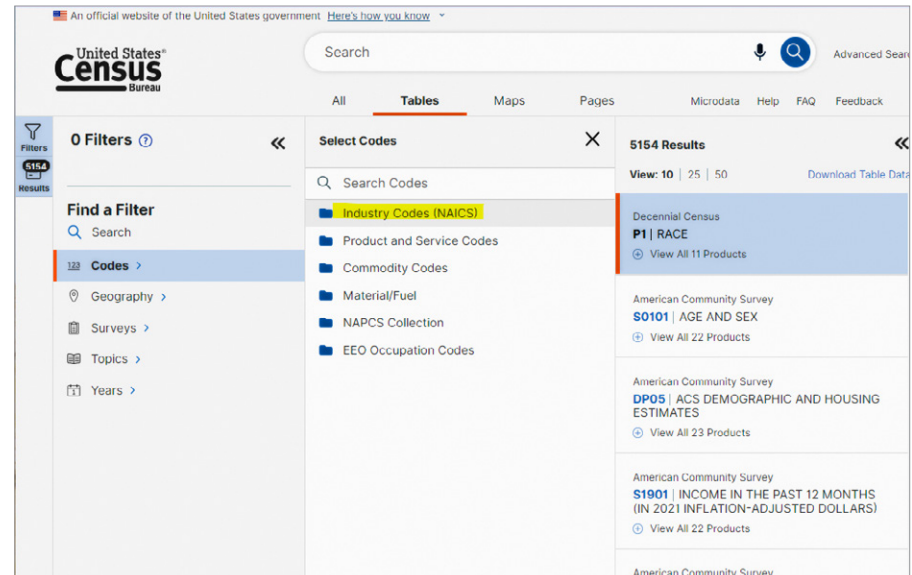 An official website of the United States government Here's how you know
United States®
Census
Bureau
Search
Advanced Sear
All Tables Maps Pages Microdata Help FAQ Feedback
Filters
5154
Results
0 Filters ?
Find a Filter
Search
123 Codes >
Geography >
Surveys >
Topics >
Years >
Select Codes
Search Codes
Industry Codes (NAICS)
Product and Service Codes
Commodity Codes
Material/Fuel
NAPCS Collection
EEO Occupation Codes
5154 Results
View: 10 | 25 | 50 Download Table Data
Decennial Census
P1 | RACE
View All 11 Products
American Community Survey
S0101 | AGE AND SEX
View All 22 Products
American Community Survey
DP05 | ACS DEMOGRAPHIC AND HOUSING
ESTIMATES
View All 23 Products
American Community Survey
S1901 | INCOME IN THE PAST 12 MONTHS
(IN 2021 INFLATION-ADJUSTED DOLLARS)
View All 22 Products
American Community Survey